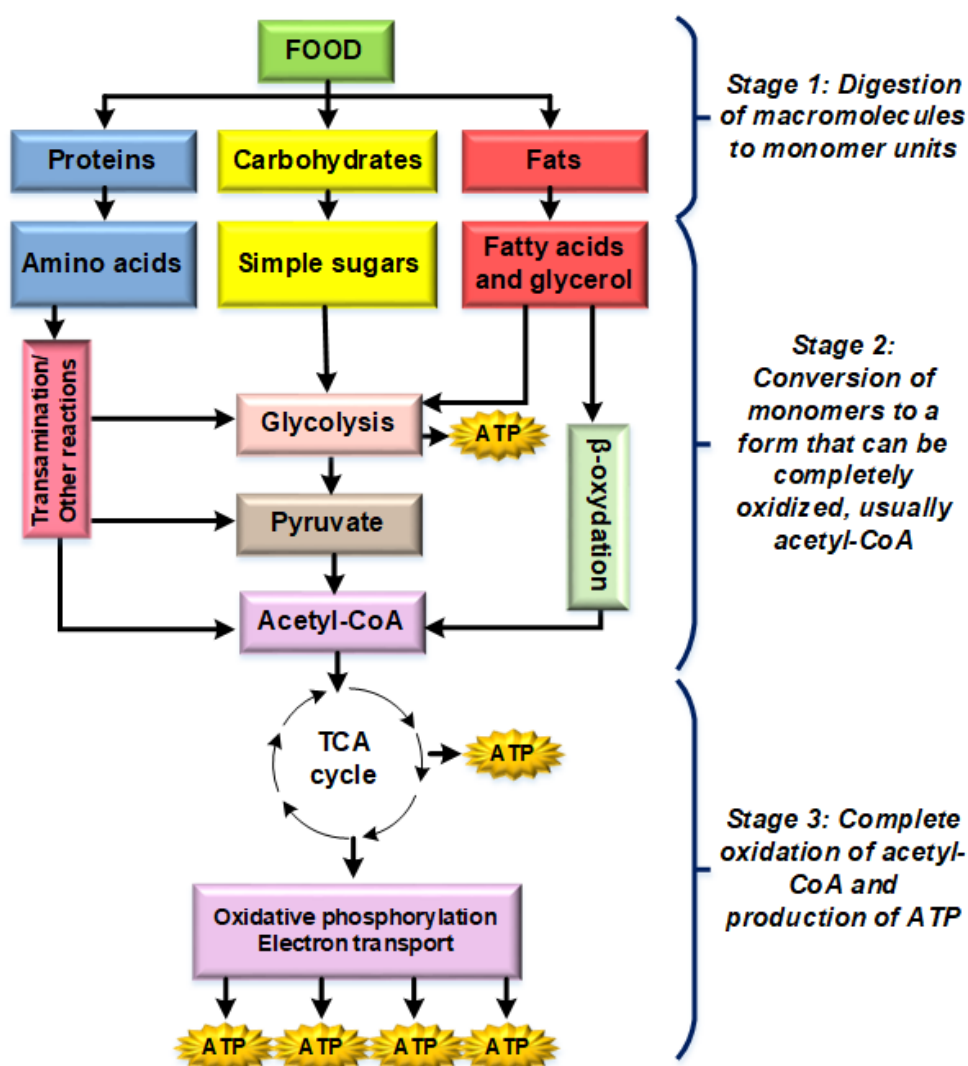 FOOD
Stage 1: Digestion
of macromolecules
to monomer units
Proteins
Carbohydrates
Fats
Amino acids
Simple sugars
Fatty acids
and glycerol
Stage 2:
Conversion of
monomers to a
form that can be
completely
oxidized, usually
acetyl-CoA
Transamination/
Other reactions
Glycolysis
ATP
β-oxydation
Pyruvate
Acetyl-CoA
TCA
cycle
ATP
Stage 3: Complete
oxidation of acetyl-
CoA and
production of ATP
Oxidative phosphorylation
Electron transport
ATP
ATP
ATP
ATP